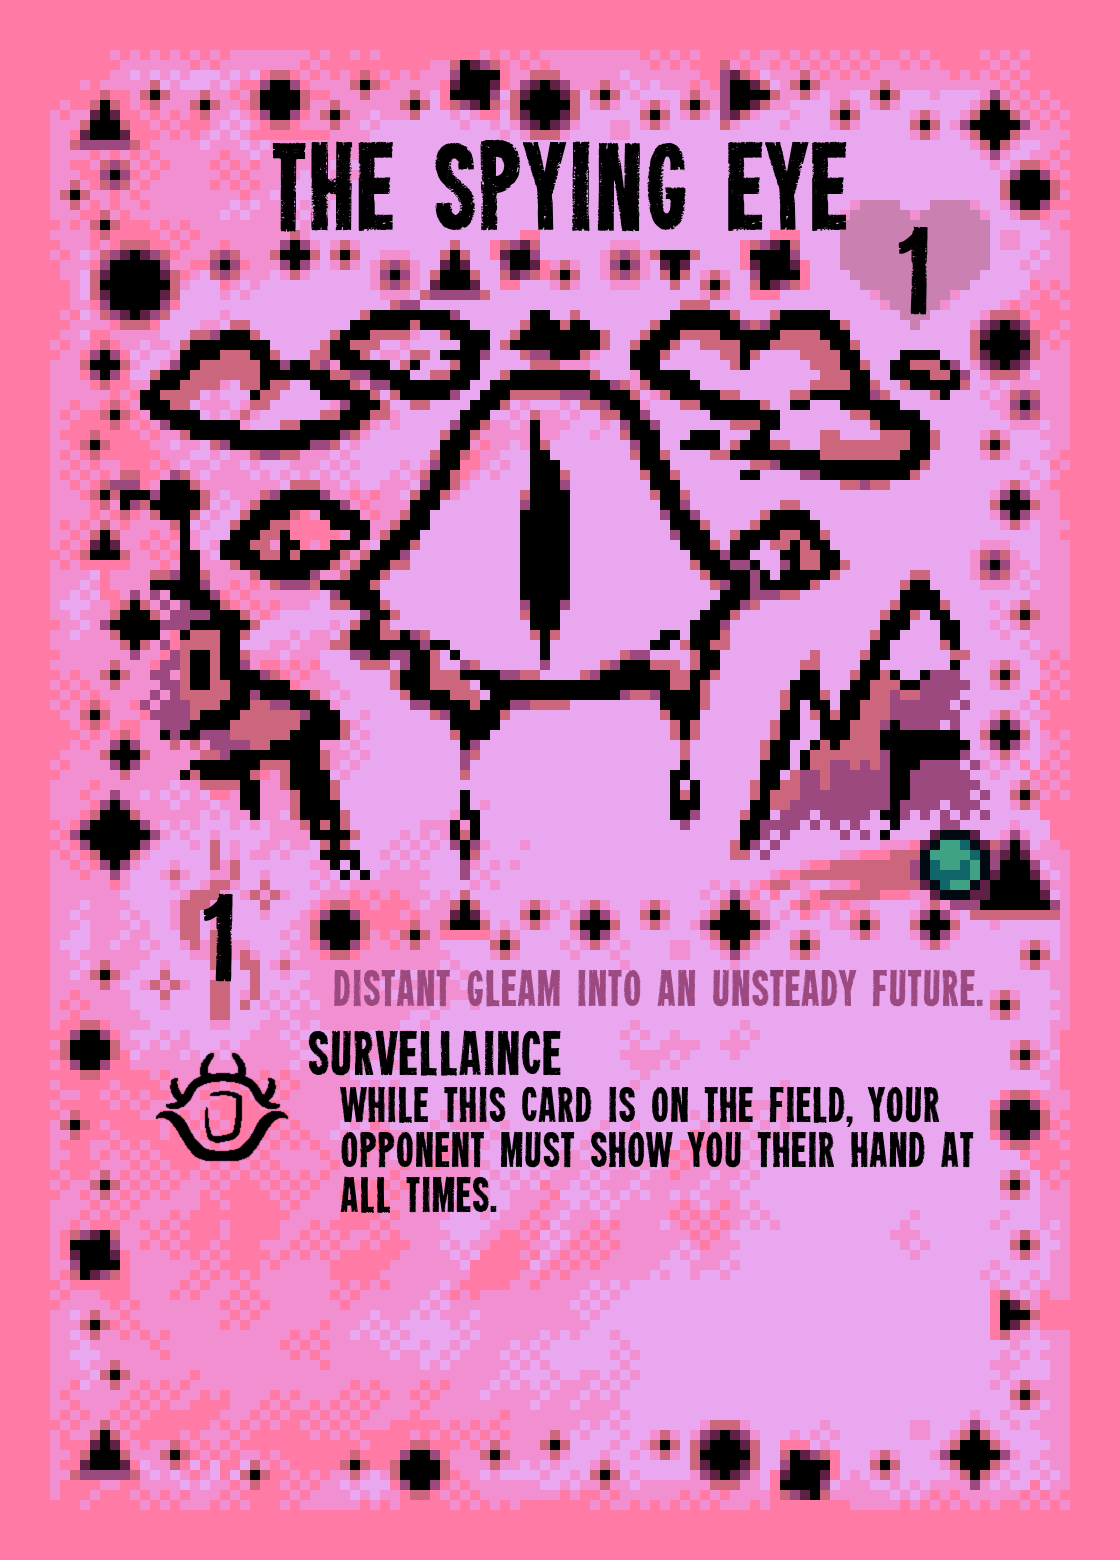 THE SPYING EYE
1
1
DISTANT GLEAM INTO AN UNSTEADY FUTURE.
SURVELLAINCE
WHILE THIS CARD IS ON THE FIELD, YOUR
OPPONENT MUST SHOW YOU THEIR HAND AT
ALL TIMES.